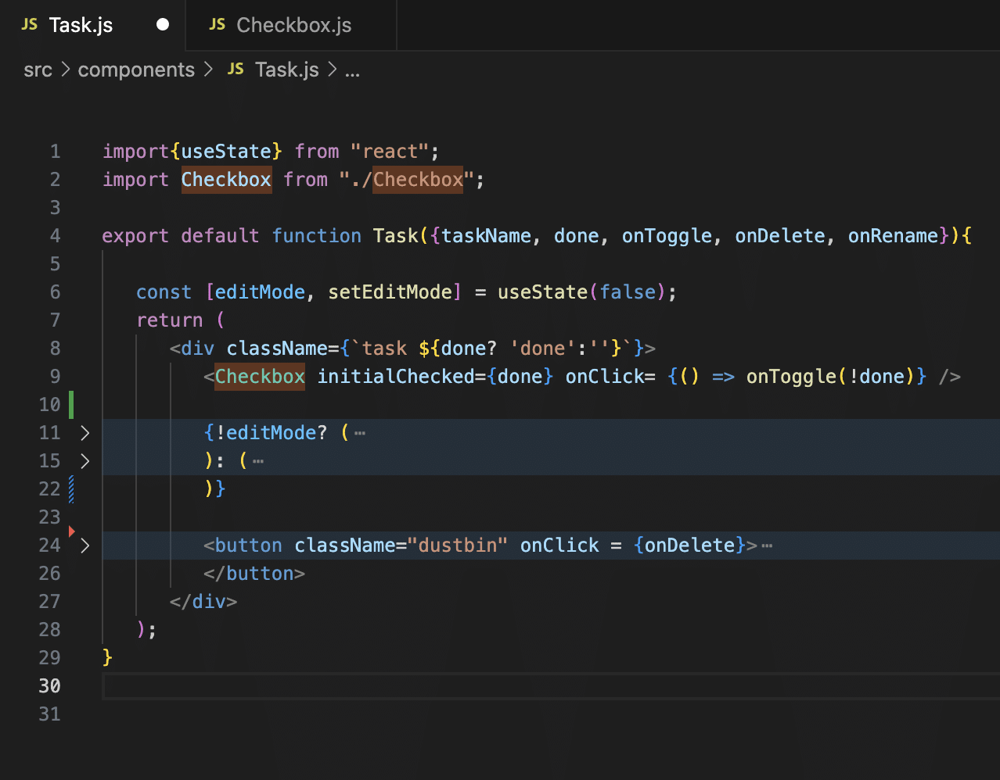 JS Task.js ● JS Checkbox.js
src > components > JS Task.js > ...
1 import{useState} from "react";
2 import Checkbox from "./Checkbox";
3
4 export default function Task({taskName, done, onToggle, onDelete, onRename}){
5
6 const [editMode, setEditMode] = useState(false);
7 return (
8 <div className={`task ${done? 'done':''}`}>
9 <Checkbox initialChecked={done} onClick= {() => onToggle(!done)} />
10
11 > {!editMode? ( ⋯
15 > ): ( ⋯
22 )}
23
24 > <button className="dustbin" onClick = {onDelete}> ⋯
26 </button>
27 </div>
28 );
29 }
30
31